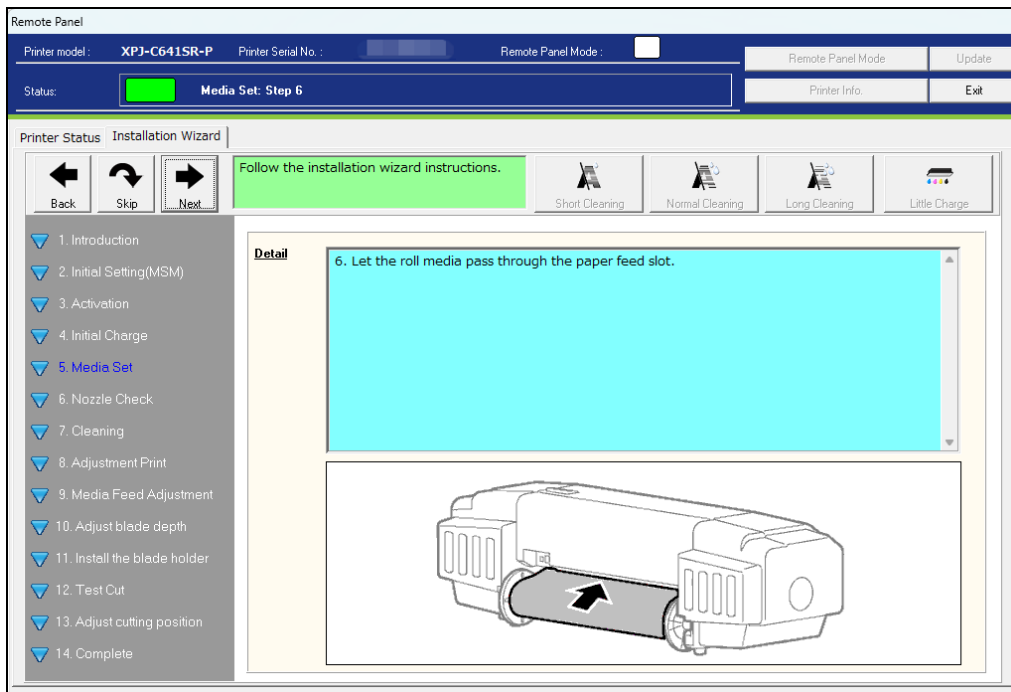 Remote Panel
Printer model : XPJ-C641SR-P Printer Serial No. : Remote Panel Mode :
Remote Panel Mode Update
Status: Media Set: Step 6
Printer Info. Exit
Printer Status Installation Wizard
Follow the installation wizard instructions.
Back Skip Next Short Cleaning Normal Cleaning Long Cleaning Little Charge
1. Introduction
2. Initial Setting(MSM)
3. Activation
4. Initial Charge
5. Media Set
6. Nozzle Check
7. Cleaning
8. Adjustment Print
9. Media Feed Adjustment
10. Adjust blade depth
11. Install the blade holder
12. Test Cut
13. Adjust cutting position
14. Complete
Detail
6. Let the roll media pass through the paper feed slot.